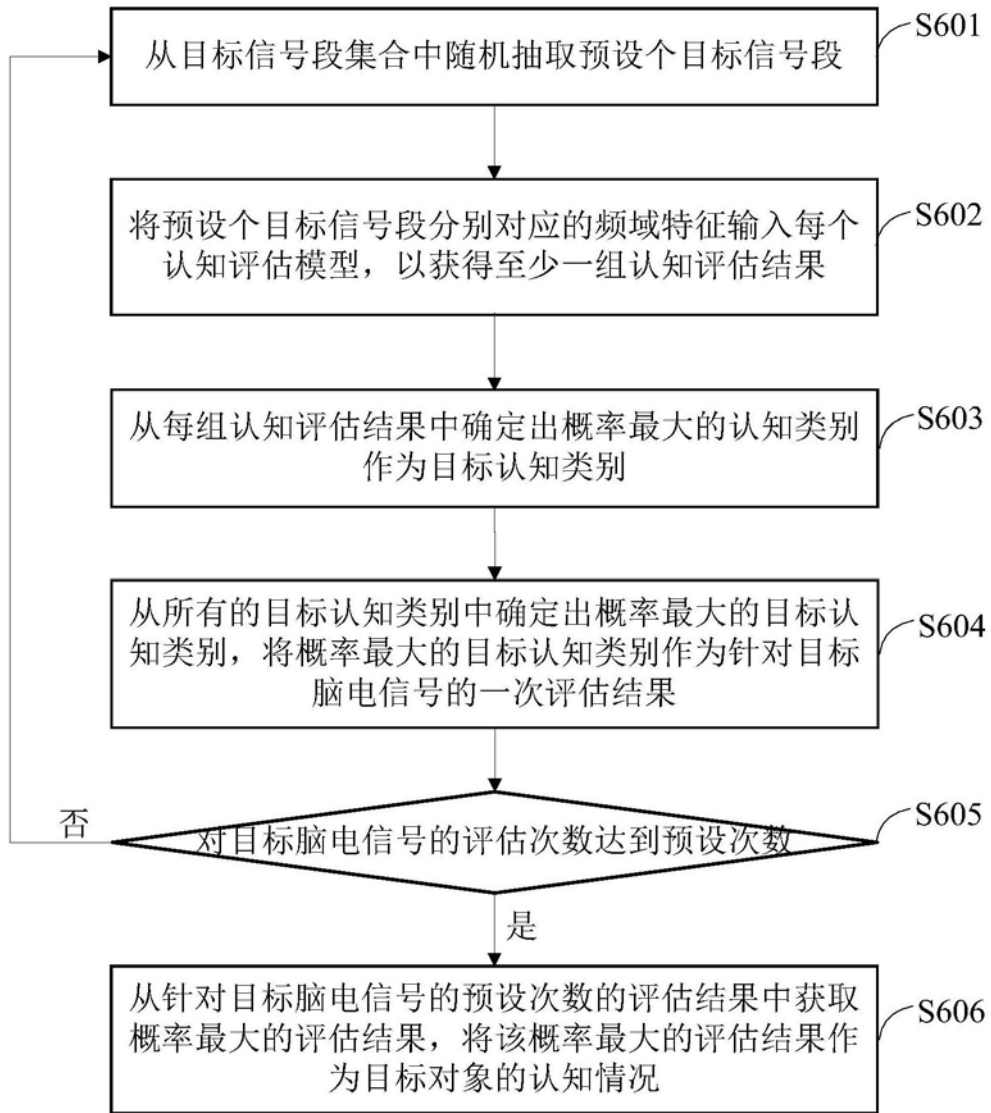 从目标信号段集合中随机抽取预设个目标信号段
S601
将预设个目标信号段分别对应的频域特征输入每个
认知评估模型，以获得至少一组认知评估结果
S602
从每组认知评估结果中确定出概率最大的认知类别
作为目标认知类别
S603
从所有的目标认知类别中确定出概率最大的目标认
知类别，将概率最大的目标认知类别作为针对目标
脑电信号的一次评估结果
S604
否
对目标脑电信号的评估次数达到预设次数
S605
是
从针对目标脑电信号的预设次数的评估结果中获取
概率最大的评估结果，将该概率最大的评估结果作
为目标对象的认知情况
S606